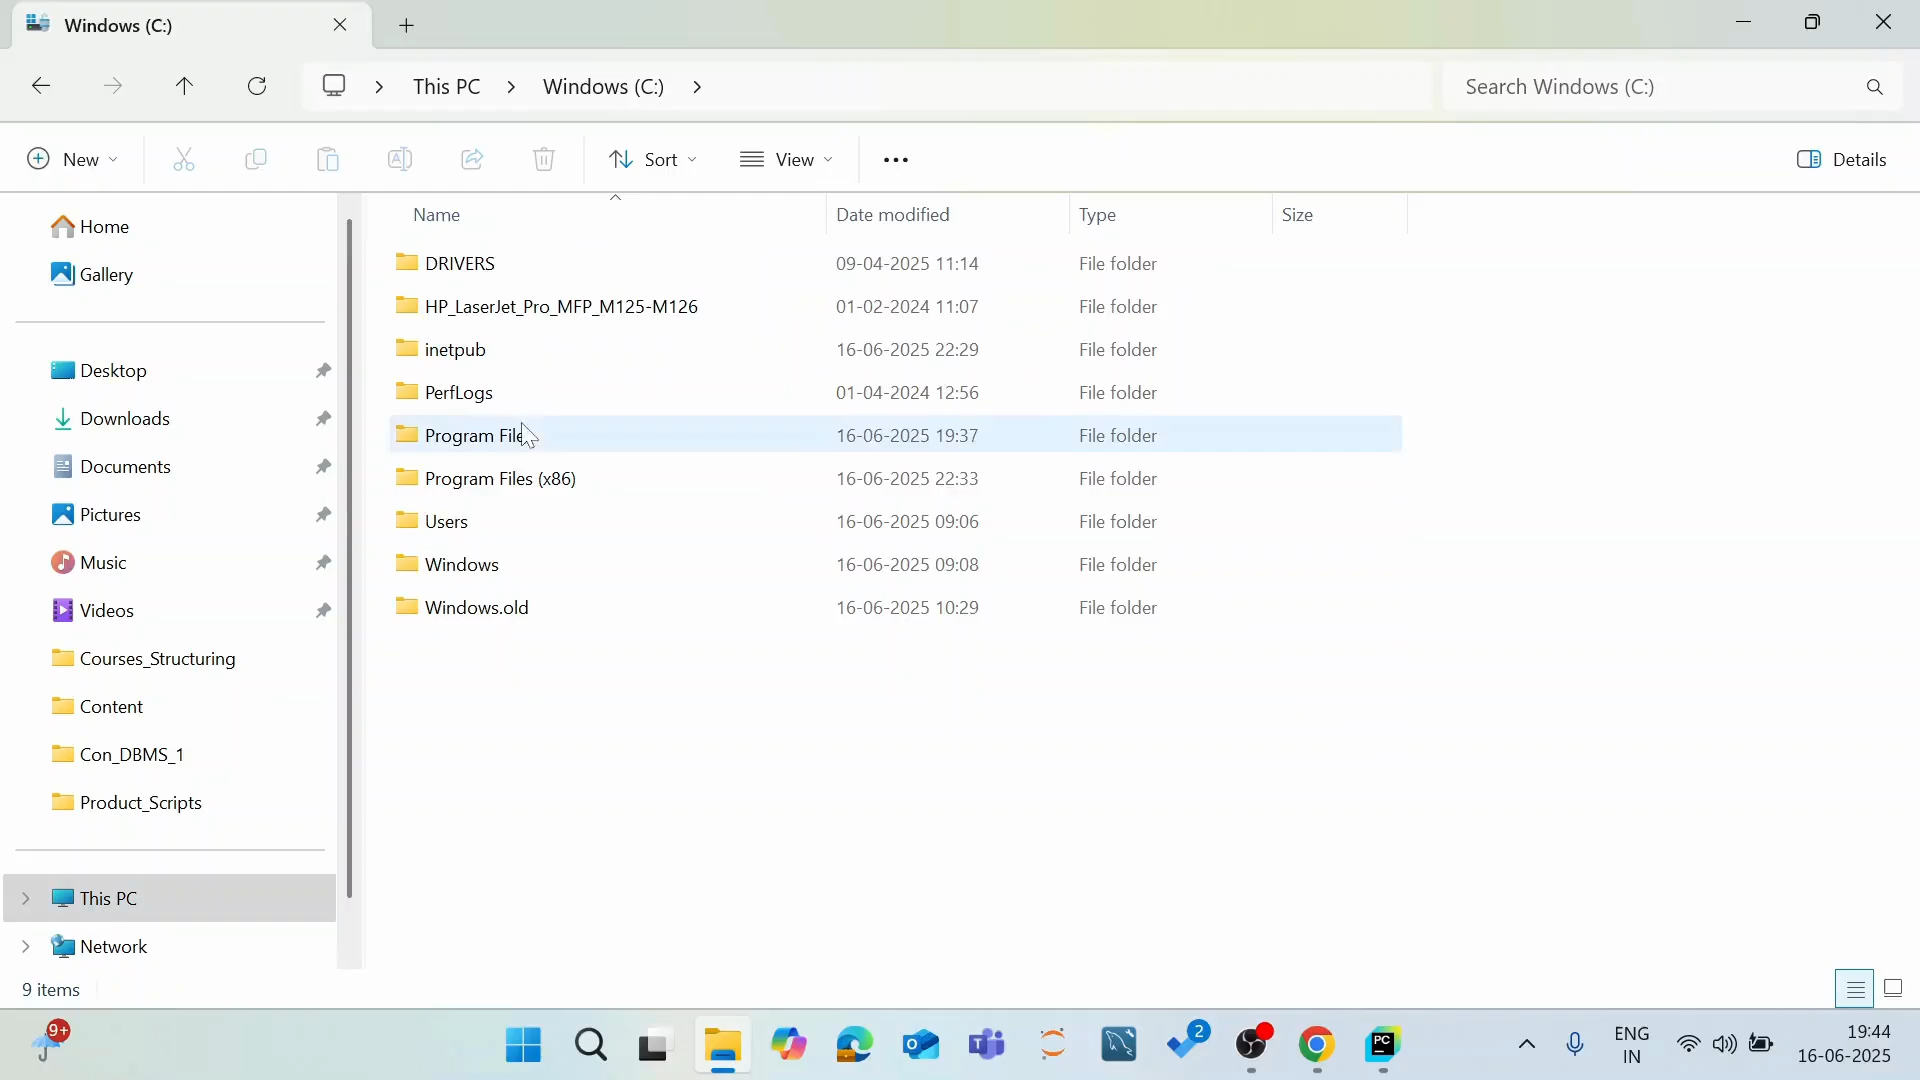 Windows (C:)
This PC > Windows (C:) >
Search Windows (C:)
New
Sort
View
Details
Home
Gallery
Desktop
Downloads
Documents
Pictures
Music
Videos
Courses_Structuring
Content
Con_DBMS_1
Product_Scripts
This PC
Network
Name Date modified Type Size
DRIVERS 09-04-2025 11:14 File folder
HP_LaserJet_Pro_MFP_M125-M126 01-02-2024 11:07 File folder
inetpub 16-06-2025 22:29 File folder
PerfLogs 01-04-2024 12:56 File folder
Program File 16-06-2025 19:37 File folder
Program Files (x86) 16-06-2025 22:33 File folder
Users 16-06-2025 09:06 File folder
Windows 16-06-2025 09:08 File folder
Windows.old 16-06-2025 10:29 File folder
9 items
9+
2
PC
ENG
IN
19:44
16-06-2025